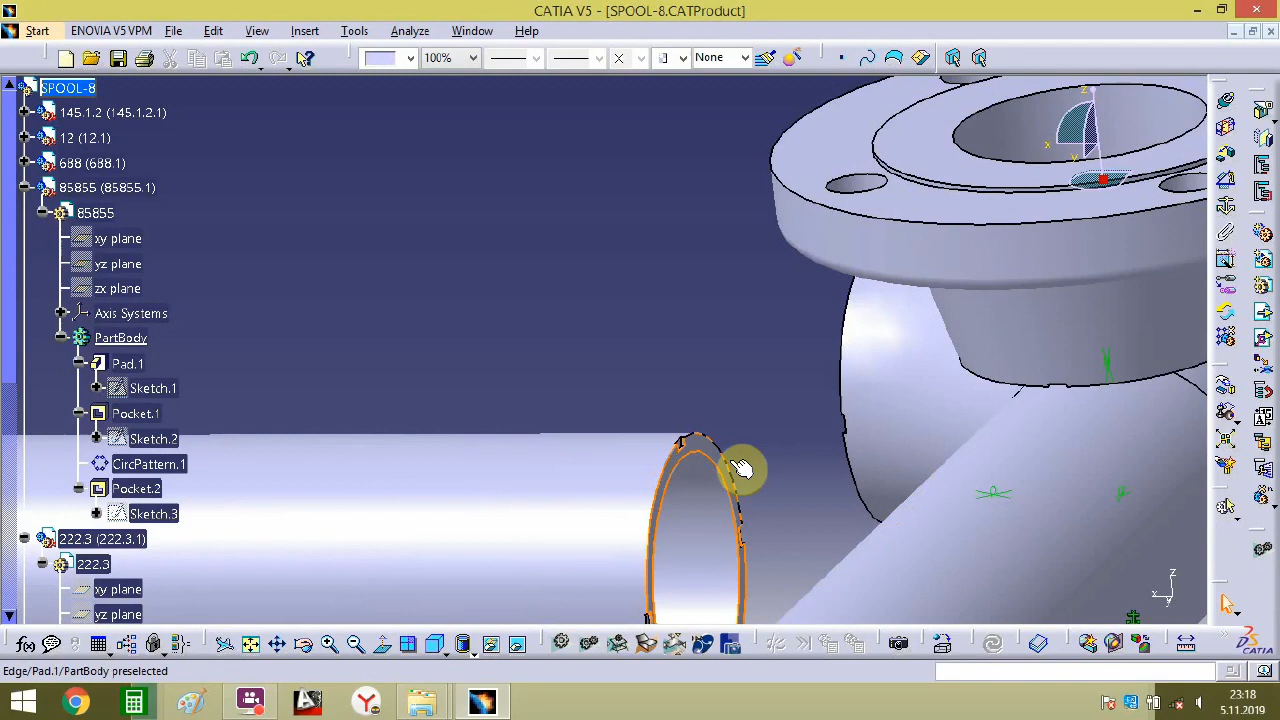 CATIA V5 - [SPOOL-8.CATProduct]
Start ENOVIA V5 VPM File Edit View Insert Tools Analyze Window Help
100% None
SPOOL-8
145.1.2 (145.1.2.1)
12 (12.1)
688 (688.1)
85855 (85855.1)
85855
xy plane
yz plane
zx plane
Axis Systems
PartBody
Pad.1
Sketch.1
Pocket.1
Sketch.2
CircPattern.1
Pocket.2
Sketch.3
222.3 (222.3.1)
222.3
xy plane
yz plane
z
x
y
z
x
y
CATIA
Edge/Pad.1/PartBody preselected
23:18
5.11.2019